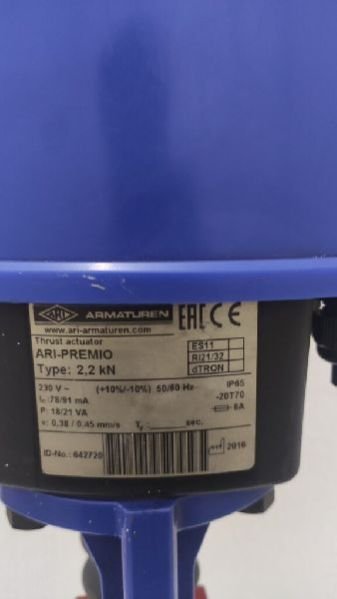 ARI ARMATUREN EAC CE
www.ari-armaturen.com
Thrust actuator
ARI-PREMIO
Type: 2,2 kN
ES11
RI21/32
dTRON
230 V ~ (+10%/-10%) 50/60 Hz IP65
I: 78/91 mA -20T70
P: 18/21 VA 6A
v: 0,38 / 0,45 mm/s T sec.
ID-No.: 642720 2016